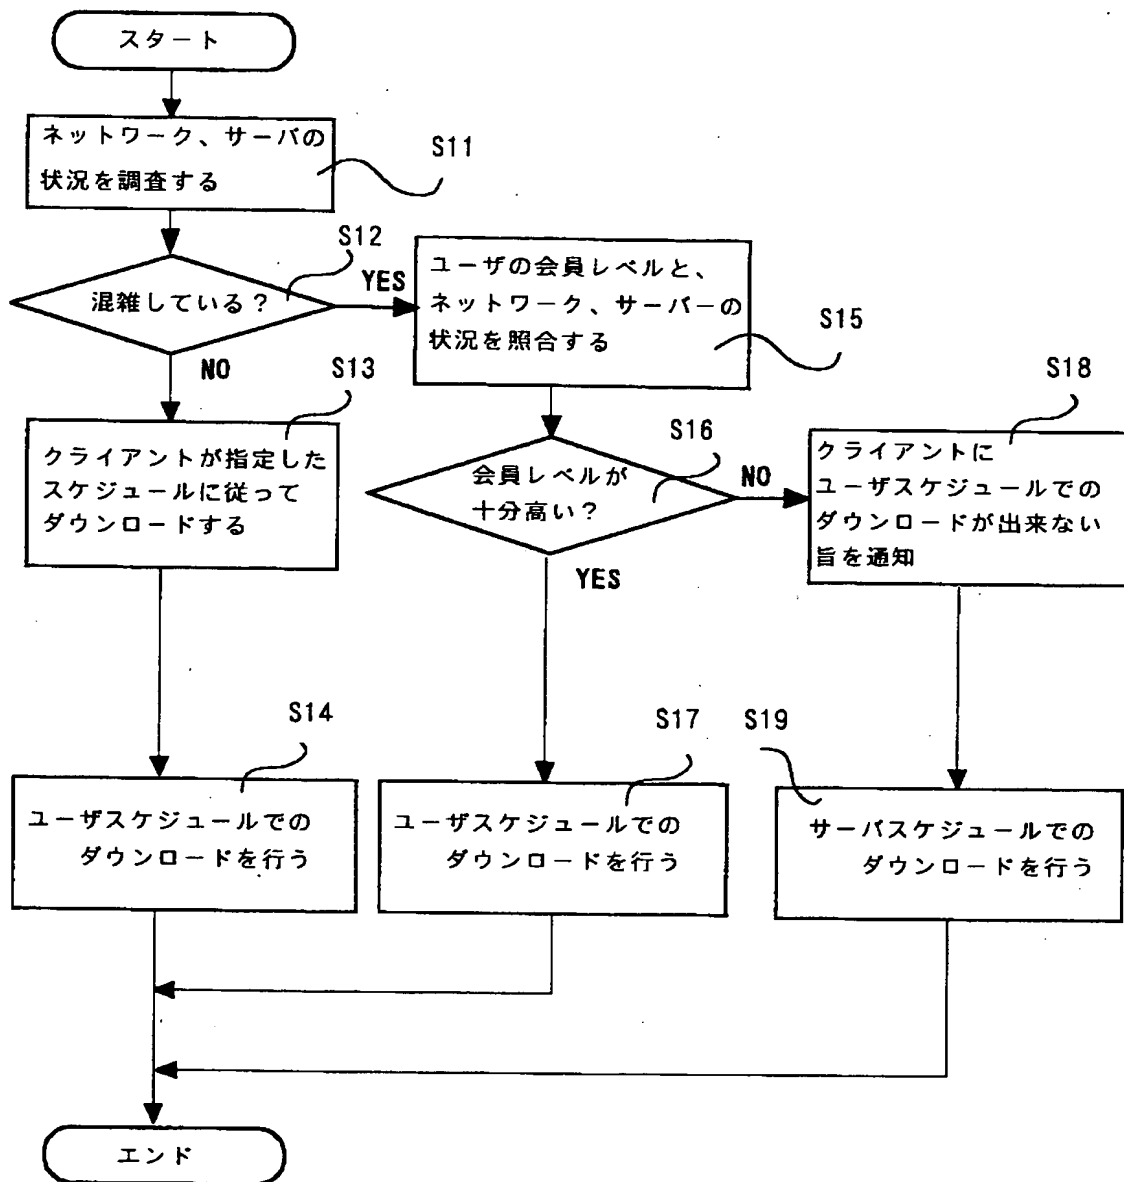 スタート
ネットワーク、サーバの
状況を調査する
S11
S12
混雑している?
YES
NO
ユーザの会員レベルと、
ネットワーク、サーバーの
状況を照合する
S15
S13
クライアントが指定した
スケジュールに従って
ダウンロードする
S16
会員レベルが
十分高い?
NO
YES
S18
クライアントに
ユーザスケジュールでの
ダウンロードが出来ない
旨を通知
S14
ユーザスケジュールでの
ダウンロードを行う
S17
ユーザスケジュールでの
ダウンロードを行う
S19
サーバスケジュールでの
ダウンロードを行う
エンド